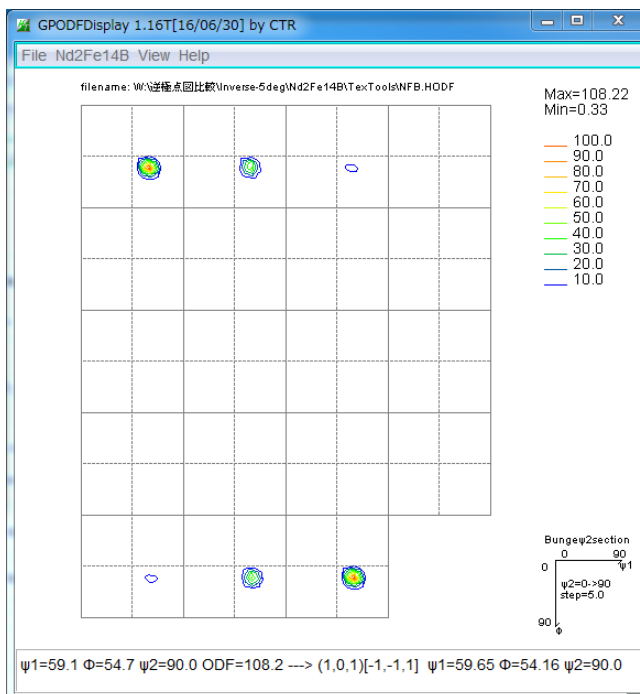 GPODFDisplay 1.16T[16/06/30] by CTR
File Nd2Fe14B View Help
filename: W:\逆極点図比較\Inverse-5deg\Nd2Fe14B\TexTools\NFB.HODF
Max=108.22
Min=0.33
100.0
90.0
80.0
70.0
60.0
50.0
40.0
30.0
20.0
10.0
Bungeψ2section
0 90
0 ψ1
ψ2=0->90
step=5.0
90 Φ
ψ1=59.1 Φ=54.7 ψ2=90.0 ODF=108.2 ---> (1,0,1)[-1,-1,1] ψ1=59.65 Φ=54.16 ψ2=90.0